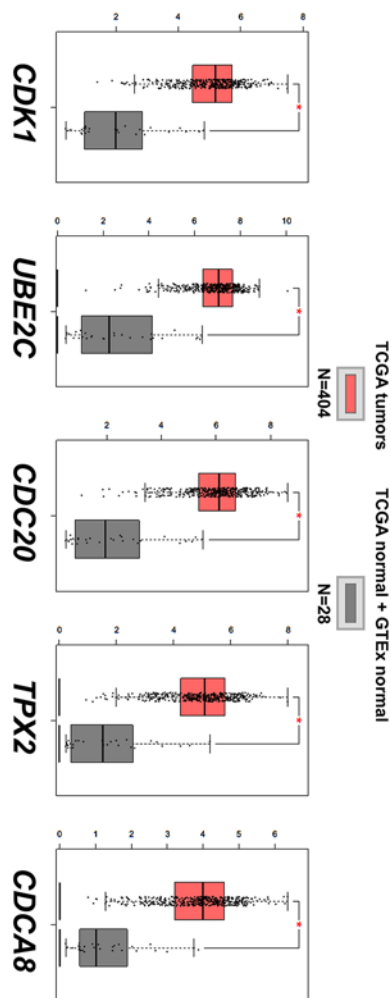 TCGA tumors
N=404
TCGA normal + GTEx normal
N=28
2 4 6 8
*
CDK1
0 2 4 6 8 10
*
UBE2C
2 4 6 8
*
CDC20
0 2 4 6 8
*
TPX2
0 1 2 3 4 5 6
*
CDCA8